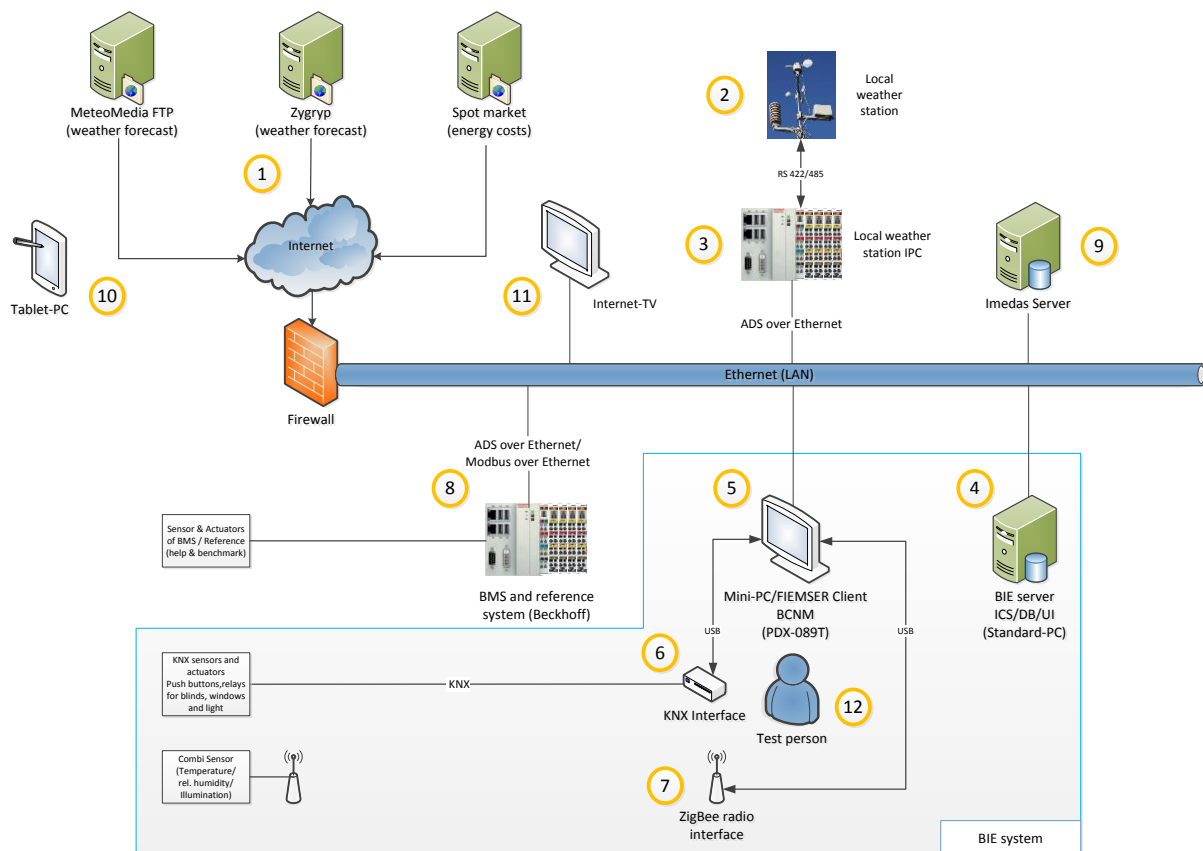 MeteoMedia FTP
(weather forecast)
Zygryp
(weather forecast)
Spot market
(energy costs)
2
Local
weather
station
1
RS 422/485
Internet
3
Local weather
station IPC
9
Tablet-PC
10
11
Internet-TV
Imedas Server
ADS over Ethernet
Ethernet (LAN)
Firewall
ADS over Ethernet/
Modbus over Ethernet
8
5
4
Sensor & Actuators
of BMS / Reference
(help & benchmark)
BMS and reference
system (Beckhoff)
Mini-PC/FIEMSER Client
BCNM
(PDX-089T)
BIE server
ICS/DB/UI
(Standard-PC)
USB
USB
6
KNX sensors and
actuators
Push buttons,relays
for blinds, windows
and light
KNX
KNX Interface
12
Test person
Combi Sensor
(Temperature/
rel. humidity/
Illumination)
7
ZigBee radio
interface
BIE system